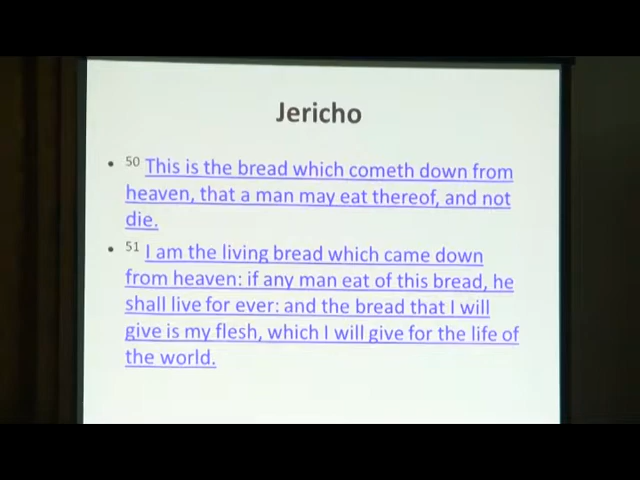 Jericho
• 50 This is the bread which cometh down from
heaven, that a man may eat thereof, and not
die.
• 51 I am the living bread which came down
from heaven: if any man eat of this bread, he
shall live for ever: and the bread that I will
give is my flesh, which I will give for the life of
the world.